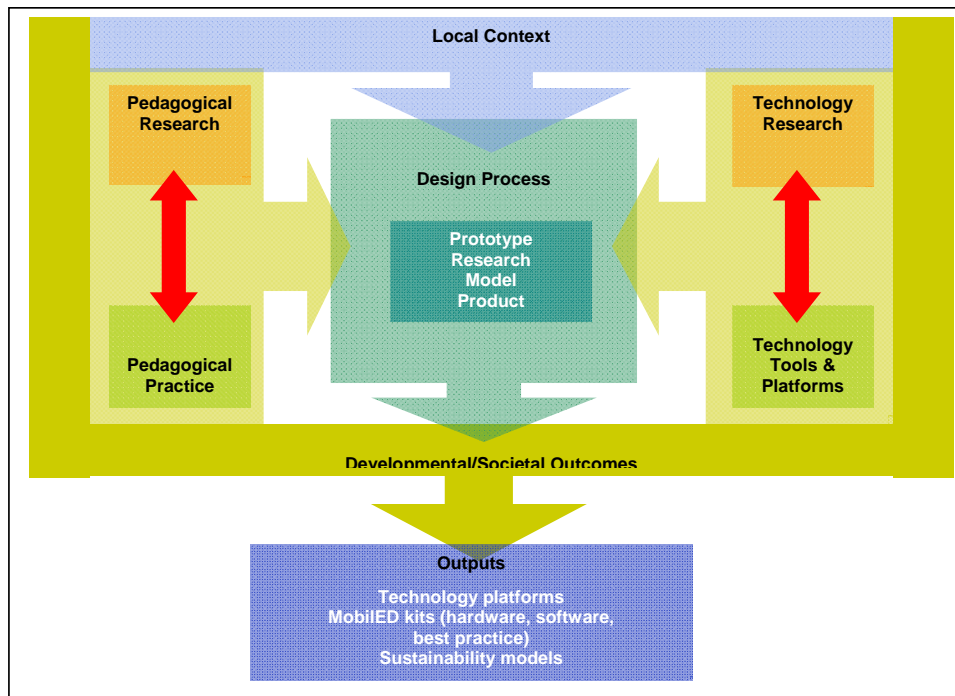 Local Context
Pedagogical
Research
Technology
Research
Design Process
Prototype
Research
Model
Product
Pedagogical
Practice
Technology
Tools &
Platforms
Developmental/Societal Outcomes
Outputs
Technology platforms
MobilED kits (hardware, software,
best practice)
Sustainability models